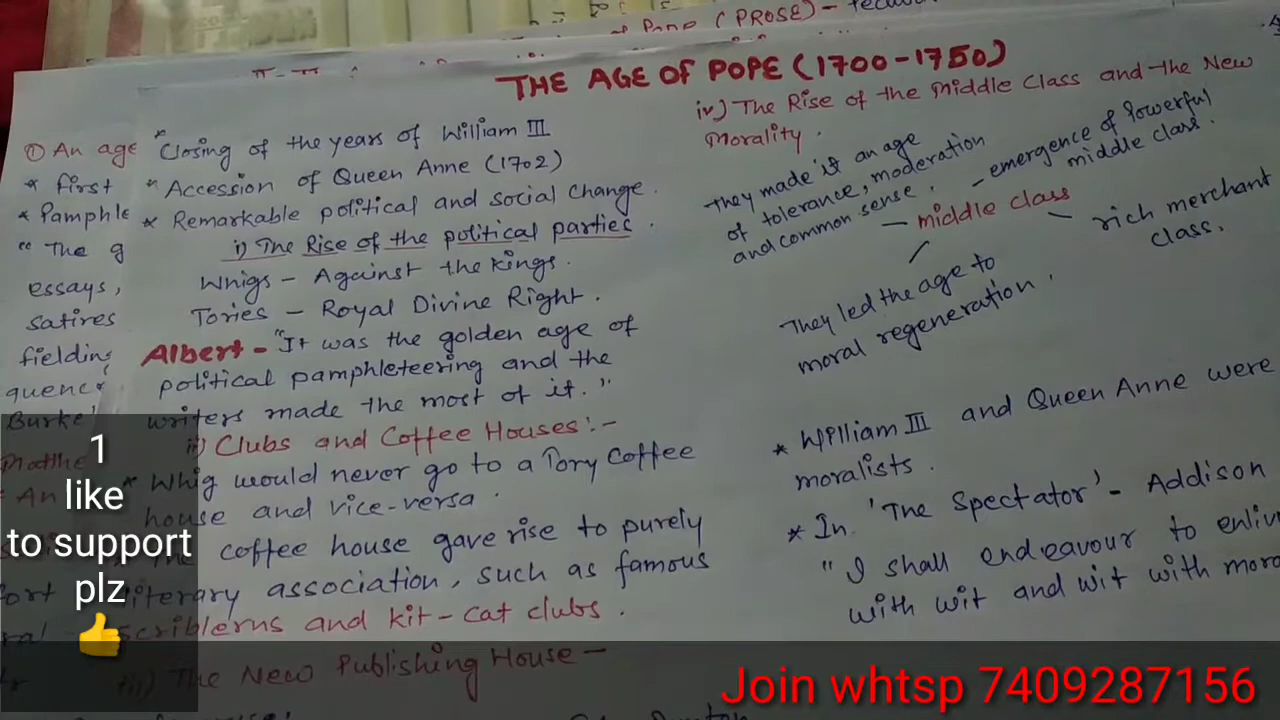 Pono (PROSE) -
THE AGE OF POPE (1700-1750)
① An age
* first
* Pamphle
" The g
essays,
satires
fielding
quence
Burke
* Closing of the years of William III
" Accession of Queen Anne (1702)
* Remarkable political and social change.
i) The Rise of the political parties.
Whigs - Against the kings.
Tories - Royal Divine Right.
Albert - "It was the golden age of
political pamphleteering and the
writers made the most of it."
ii) Clubs and Coffee Houses:-
* Whig would never go to a Tory Coffee
house and vice-versa.
The coffee house gave rise to purely
literary association, such as famous
Scriblerns and kit-cat clubs.
iii) The New Publishing House -
iv) The Rise of the Middle Class and the New
Morality.
They made it an age
of tolerance, moderation
and common sense.
- emergence of powerful
middle class.
- middle class
- rich merchant
class.
They led the age to
moral regeneration.
* William III and Queen Anne were
moralists.
* In 'The Spectator' - Addison
" I shall endeavour to enliv
with wit and wit with mora
1
like
to support
plz
👍
Join whtsp 7409287156